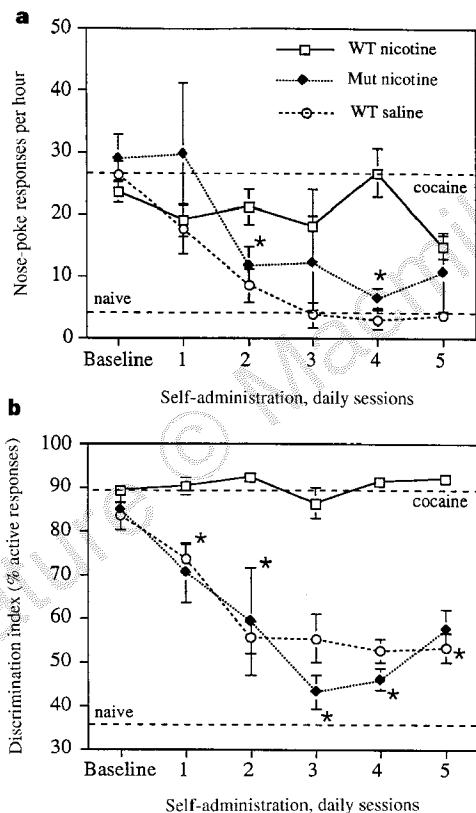 a
50
40
30
20
10
0
Nose-poke responses per hour
WT nicotine
Mut nicotine
WT saline
cocaine
*
*
naive
Baseline 1 2 3 4 5
Self-administration, daily sessions
b
100
90
80
70
60
50
40
30
Discrimination index (% active responses)
cocaine
*
*
*
*
*
naive
Baseline 1 2 3 4 5
Self-administration, daily sessions